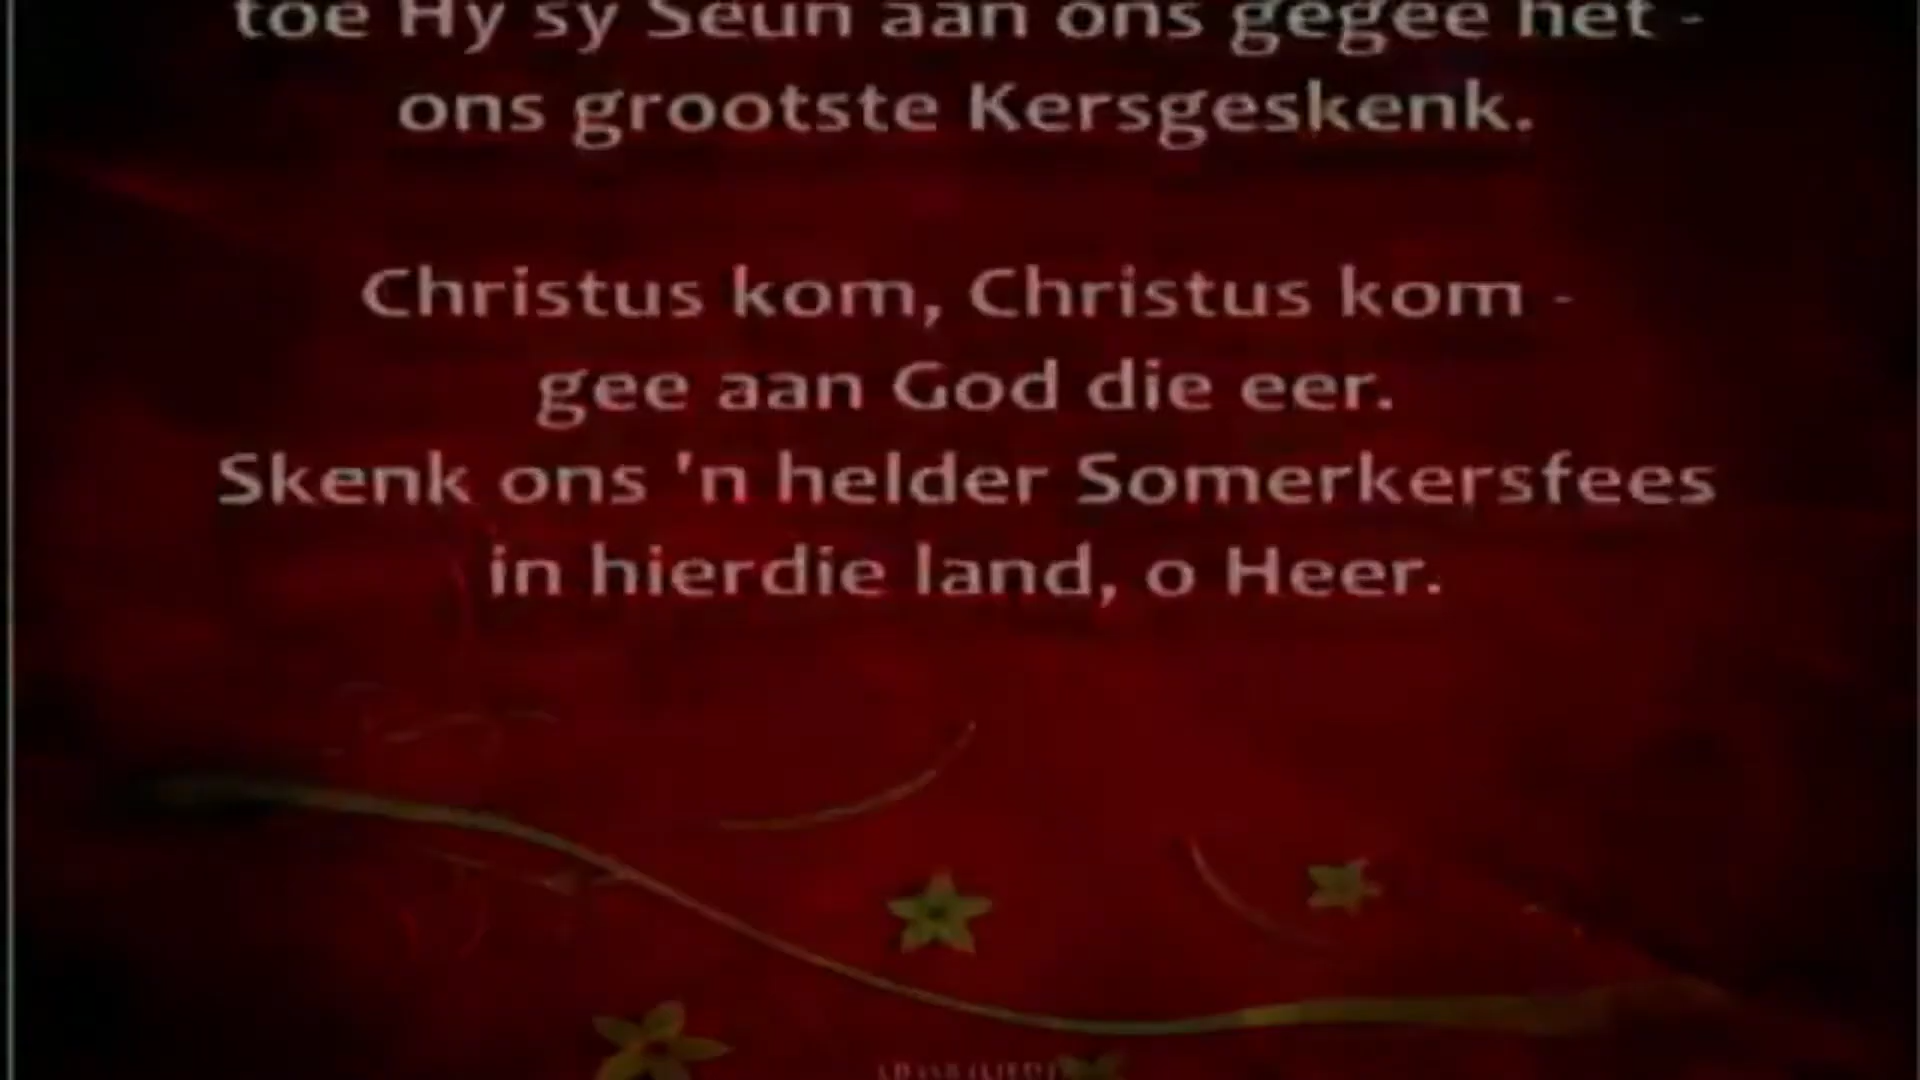 toe Hy sy Seun aan ons gegee het -
ons grootste Kersgeskenk.
Christus kom, Christus kom -
gee aan God die eer.
Skenk ons 'n helder Somerkersfees
in hierdie land, o Heer.